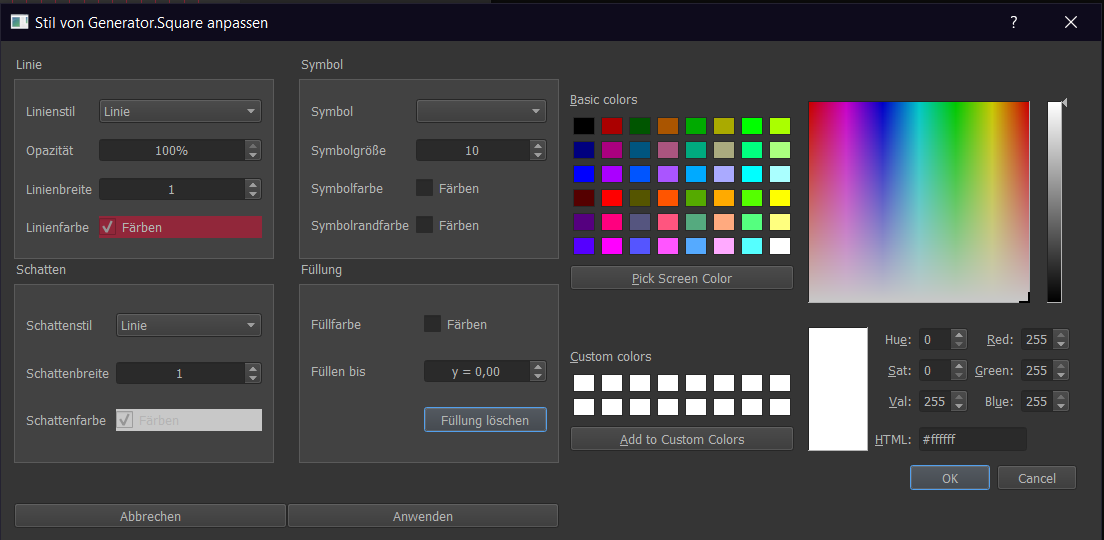 Stil von Generator.Square anpassen
?
Linie
Linienstil Linie
Opazität 100%
Linienbreite 1
Linienfarbe Färben
Symbol
Symbol
Symbolgröße 10
Symbolfarbe Färben
Symbolrandfarbe Färben
Schatten
Schattenstil Linie
Schattenbreite 1
Schattenfarbe Färben
Füllung
Füllfarbe Färben
Füllen bis y = 0,00
Füllung löschen
Abbrechen
Anwenden
Basic colors
Pick Screen Color
Custom colors
Add to Custom Colors
Hue: 0 Red: 255
Sat: 0 Green: 255
Val: 255 Blue: 255
HTML: #ffffff
OK
Cancel